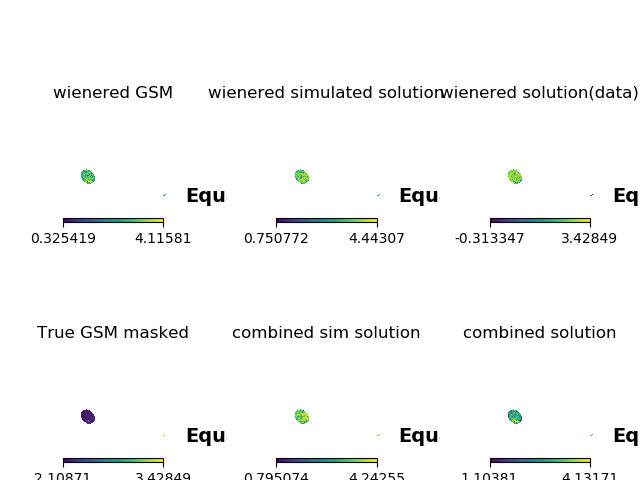 wienered GSM
wienered simulated solution
wienered solution(data)
Equ
Equ
Eq
0.325419 4.11581
0.750772 4.44307
-0.313347 3.42849
True GSM masked
combined sim solution
combined solution
Equ
Equ
Eq
2.10871 3.42849
0.795074 4.24255
1.10381 4.13171